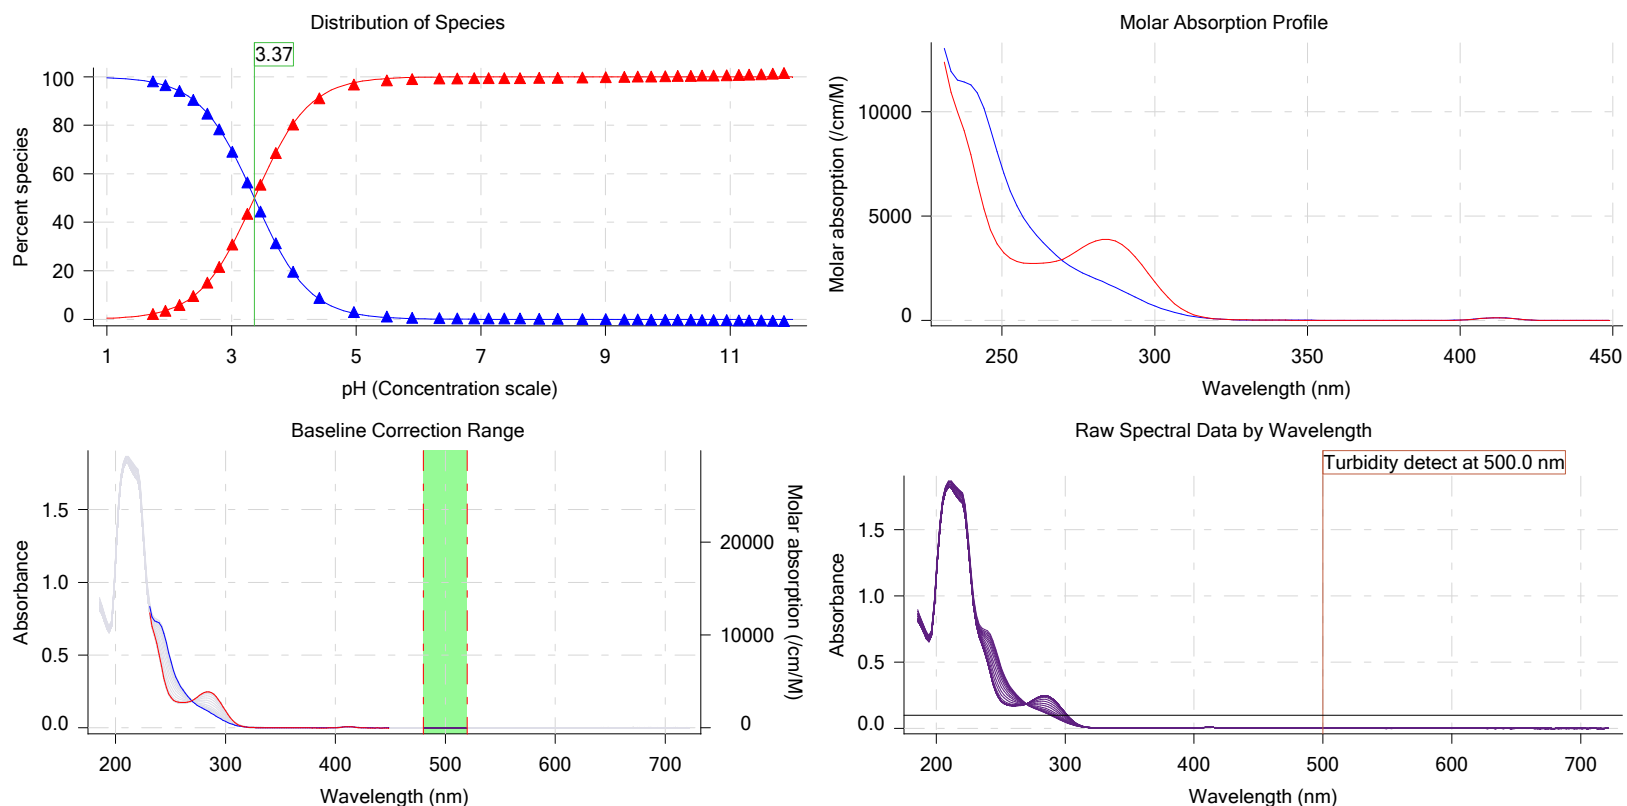 Distribution of Species
3.37
100
80
60
40
20
0
Percent species
1 3 5 7 9 11
pH (Concentration scale)
Molar Absorption Profile
10000
5000
0
Molar absorption (/cm/M)
250 300 350 400 450
Wavelength (nm)
Baseline Correction Range
1.5
1.0
0.5
0.0
Absorbance
20000
10000
0
Molar absorption (/cm/M)
200 300 400 500 600 700
Wavelength (nm)
Raw Spectral Data by Wavelength
Turbidity detect at 500.0 nm
1.5
1.0
0.5
0.0
Absorbance
200 300 400 500 600 700
Wavelength (nm)